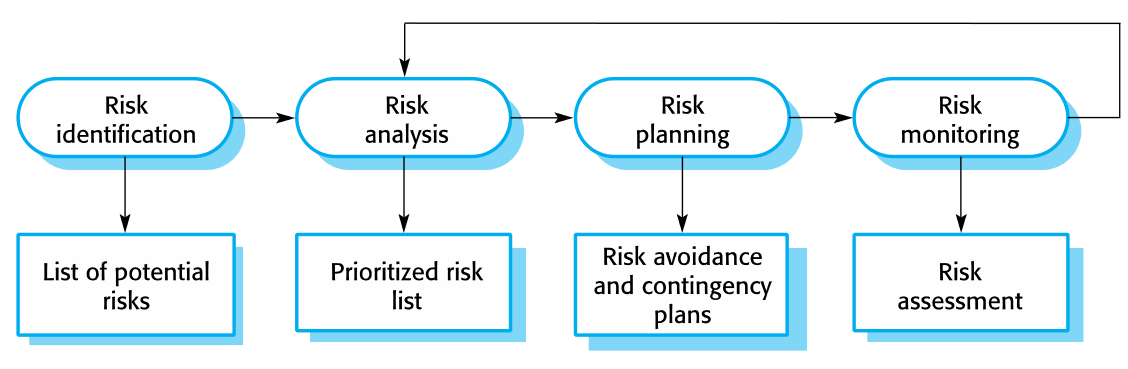 Risk
identification
Risk
analysis
Risk
planning
Risk
monitoring
List of potential
risks
Prioritized risk
list
Risk avoidance
and contingency
plans
Risk
assessment